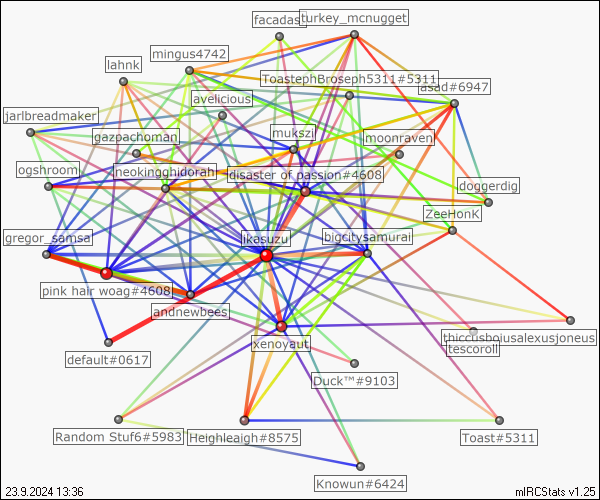 facadas
turkey_mcnugget
mingus4742
lahnk
ToastephBroseph5311#5311
asad#6947
avelicious
jarlbreadmaker
gazpachoman
mukszi
moonraven
ogshroom
neokingghidorah
disaster of passion#4608
doggerdig
ZeeHonK
gregor_samsa
ikasuzu
bigcitysamurai
pink hair woag#4608
andnewbees
xenoyaut
thiccusbojusalexusjoneus
tescoroll
default#0617
Duck™#9103
Random Stuf6#5983
Heighleaigh#8575
Toast#5311
Knowun#6424
23.9.2024 13:36
mIRCStats v1.25